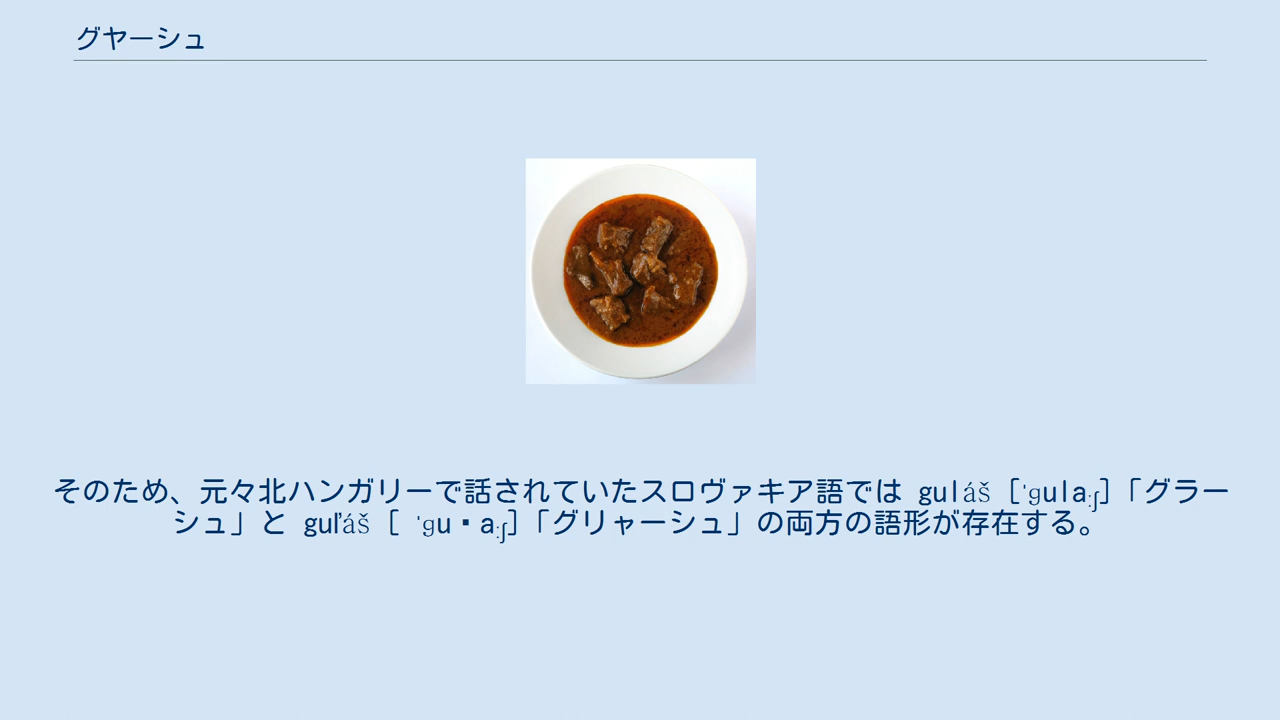 グヤーシュ
そのため、元々北ハンガリーで話されていたスロヴァキア語では guláš [ˈɡulaːʃ]「グラー
シュ」と guľáš [ ˈɡu▪aːʃ]「グリャーシュ」の両方の語形が存在する。